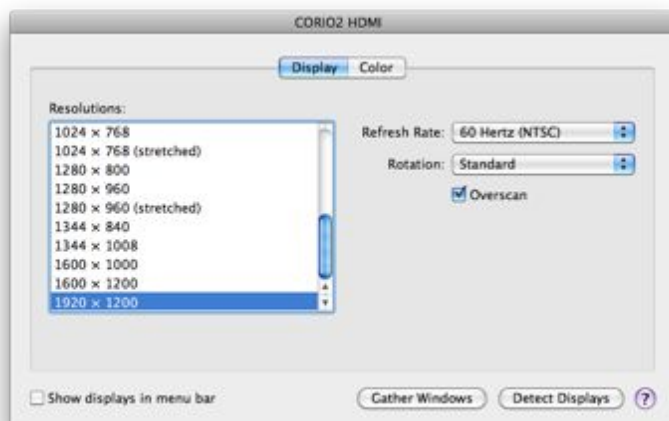 CORIO2 HDMI
Display Color
Resolutions:
1024 × 768
1024 × 768 (stretched)
1280 × 800
1280 × 960
1280 × 960 (stretched)
1344 × 840
1344 × 1008
1600 × 1000
1600 × 1200
1920 × 1200
Refresh Rate: 60 Hertz (NTSC)
Rotation: Standard
Overscan
Show displays in menu bar
Gather Windows Detect Displays ?